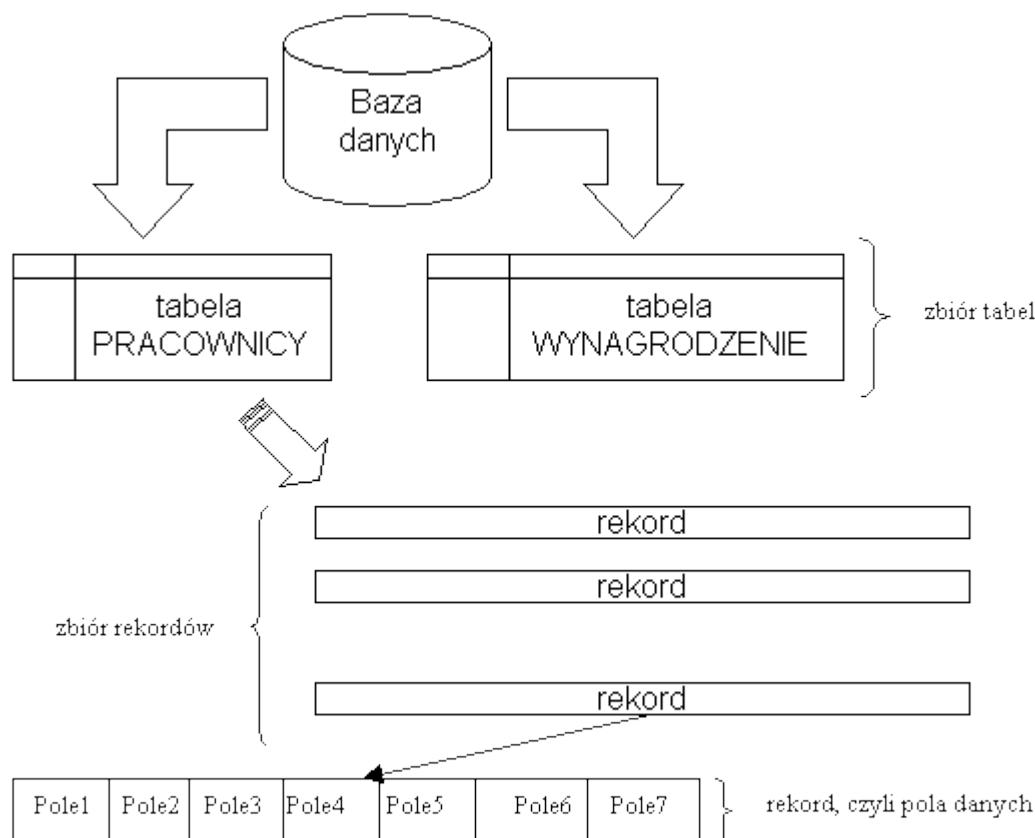 Baza
danych
tabela
PRACOWNICY
tabela
WYNAGRODZENIE
zbiór tabel
rekord
rekord
zbiór rekordów
rekord
Pole1 Pole2 Pole3 Pole4 Pole5 Pole6 Pole7
rekord, czyli pola danych